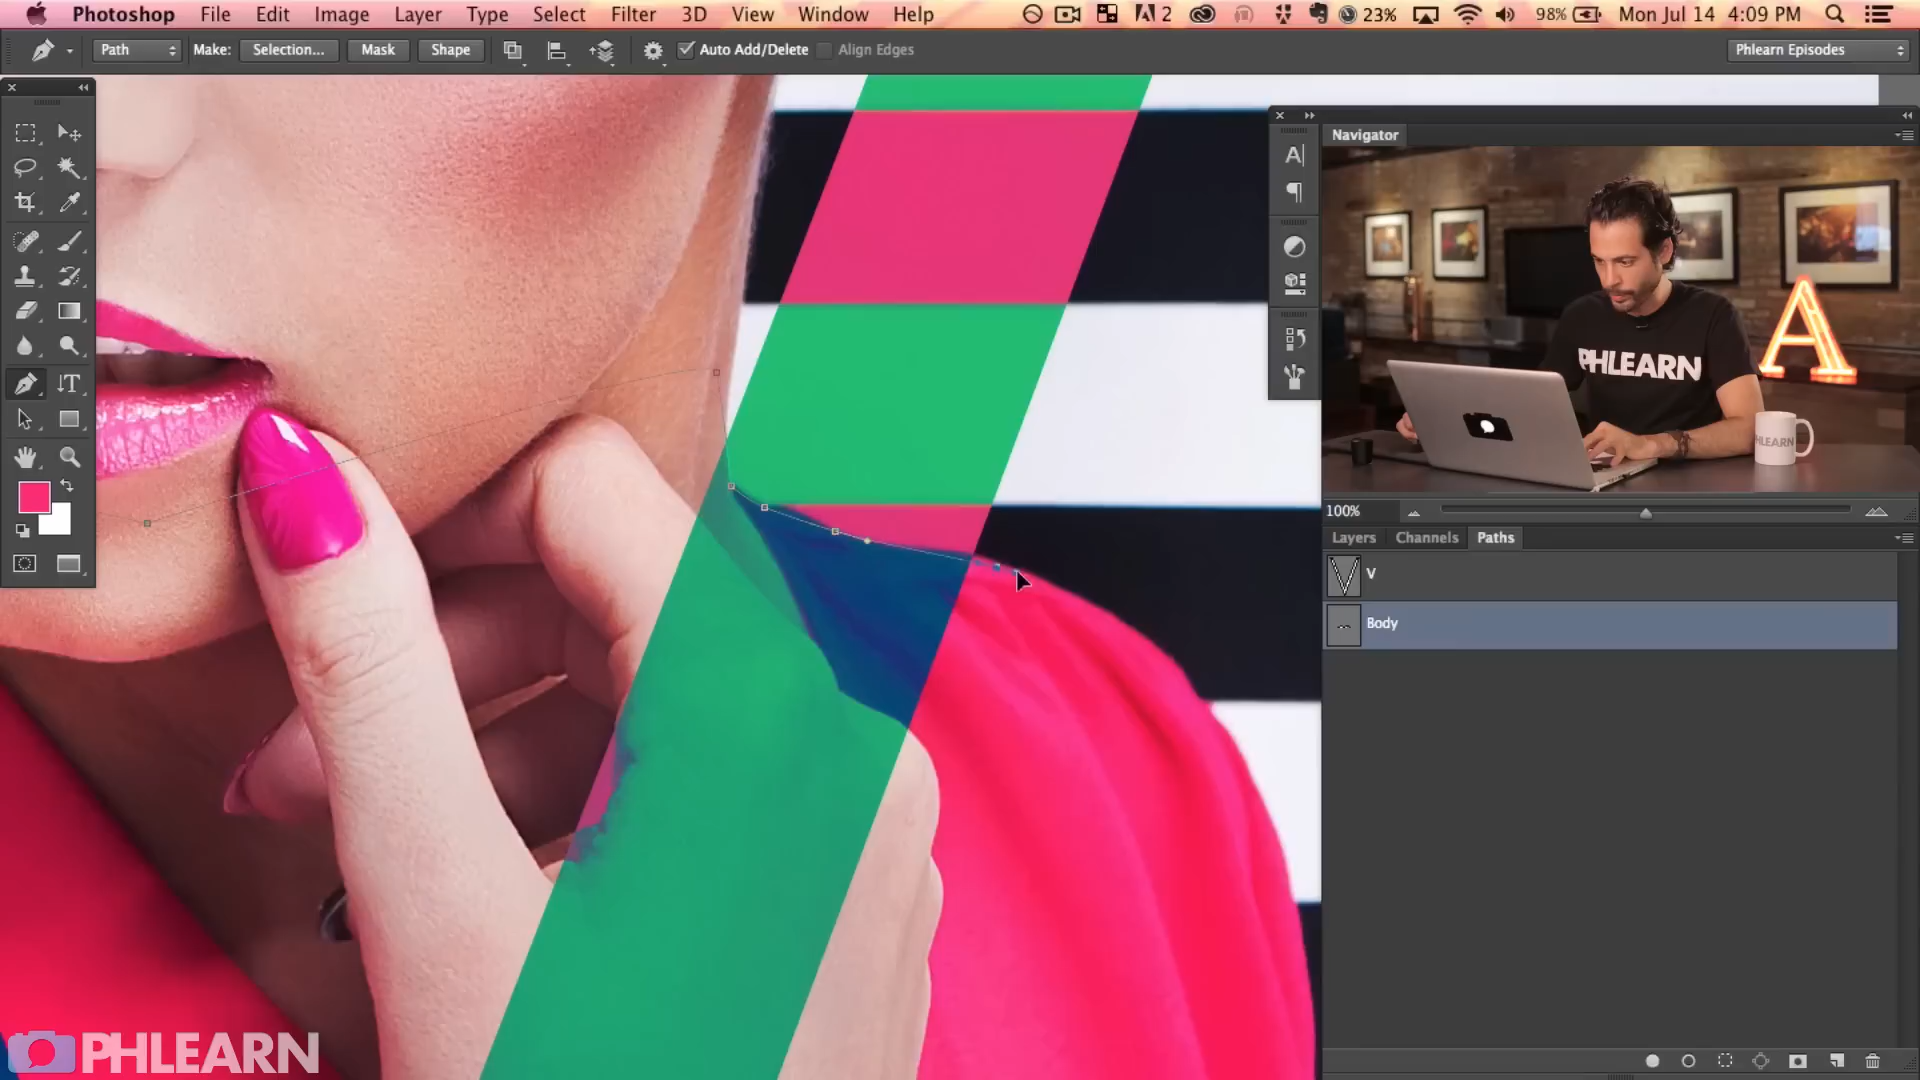 Photoshop File Edit Image Layer Type Select Filter 3D View Window Help 2 23% 98% Mon Jul 14 4:09 PM
Path Make: Selection... Mask Shape Auto Add/Delete Align Edges Phlearn Episodes
Navigator
A
PHLEARN
PHLEARN
100%
Layers Channels Paths
V
Body
PHLEARN